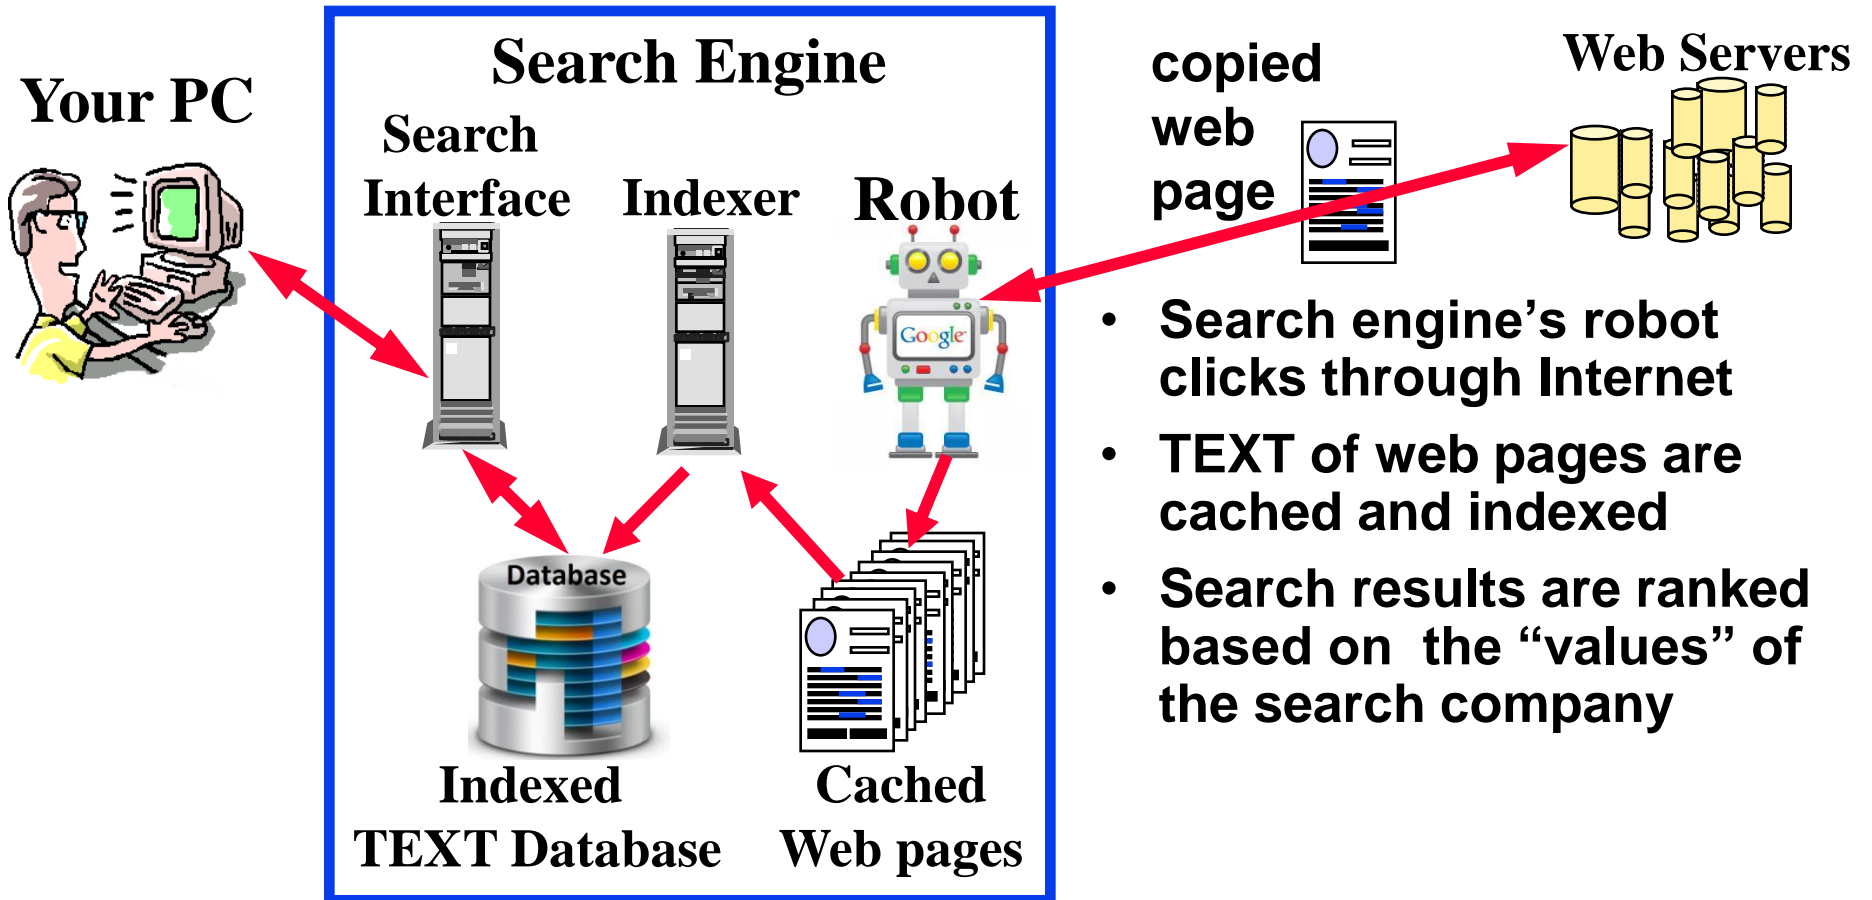 Your PC
Search Engine
Search
Interface
Indexer
Robot
Google
Database
Indexed
TEXT Database
Cached
Web pages
copied
web
page
Web Servers
• Search engine’s robot
clicks through Internet
• TEXT of web pages are
cached and indexed
• Search results are ranked
based on  the “values” of
the search company